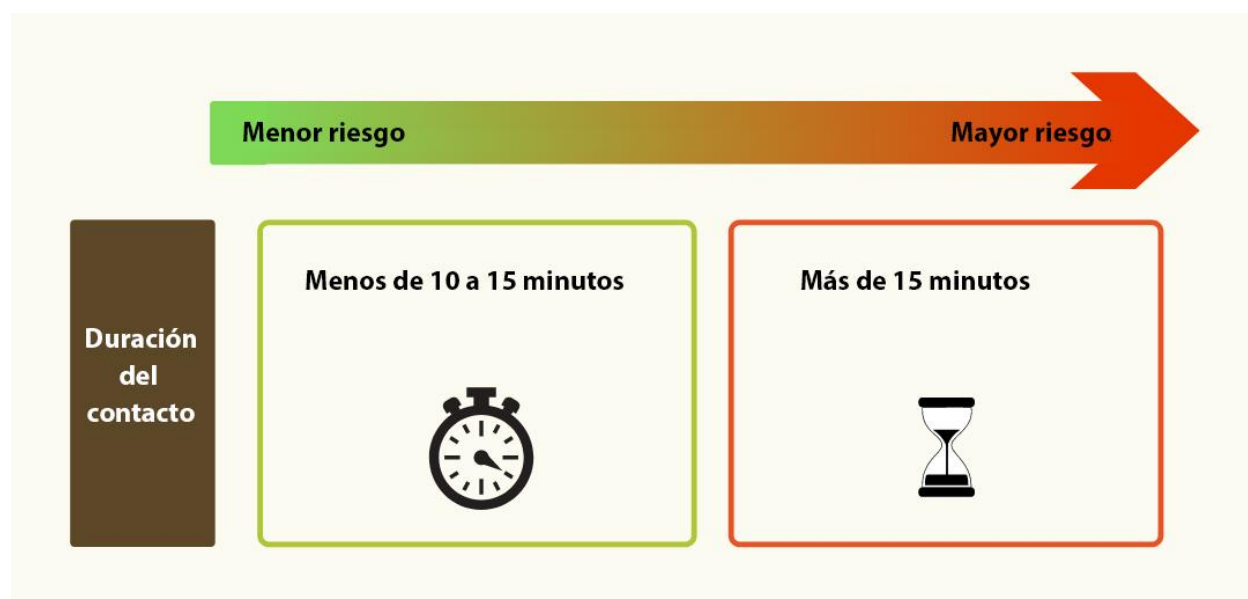 Menor riesgo
Mayor riesgo
Duración
del
contacto
Menos de 10 a 15 minutos
Más de 15 minutos